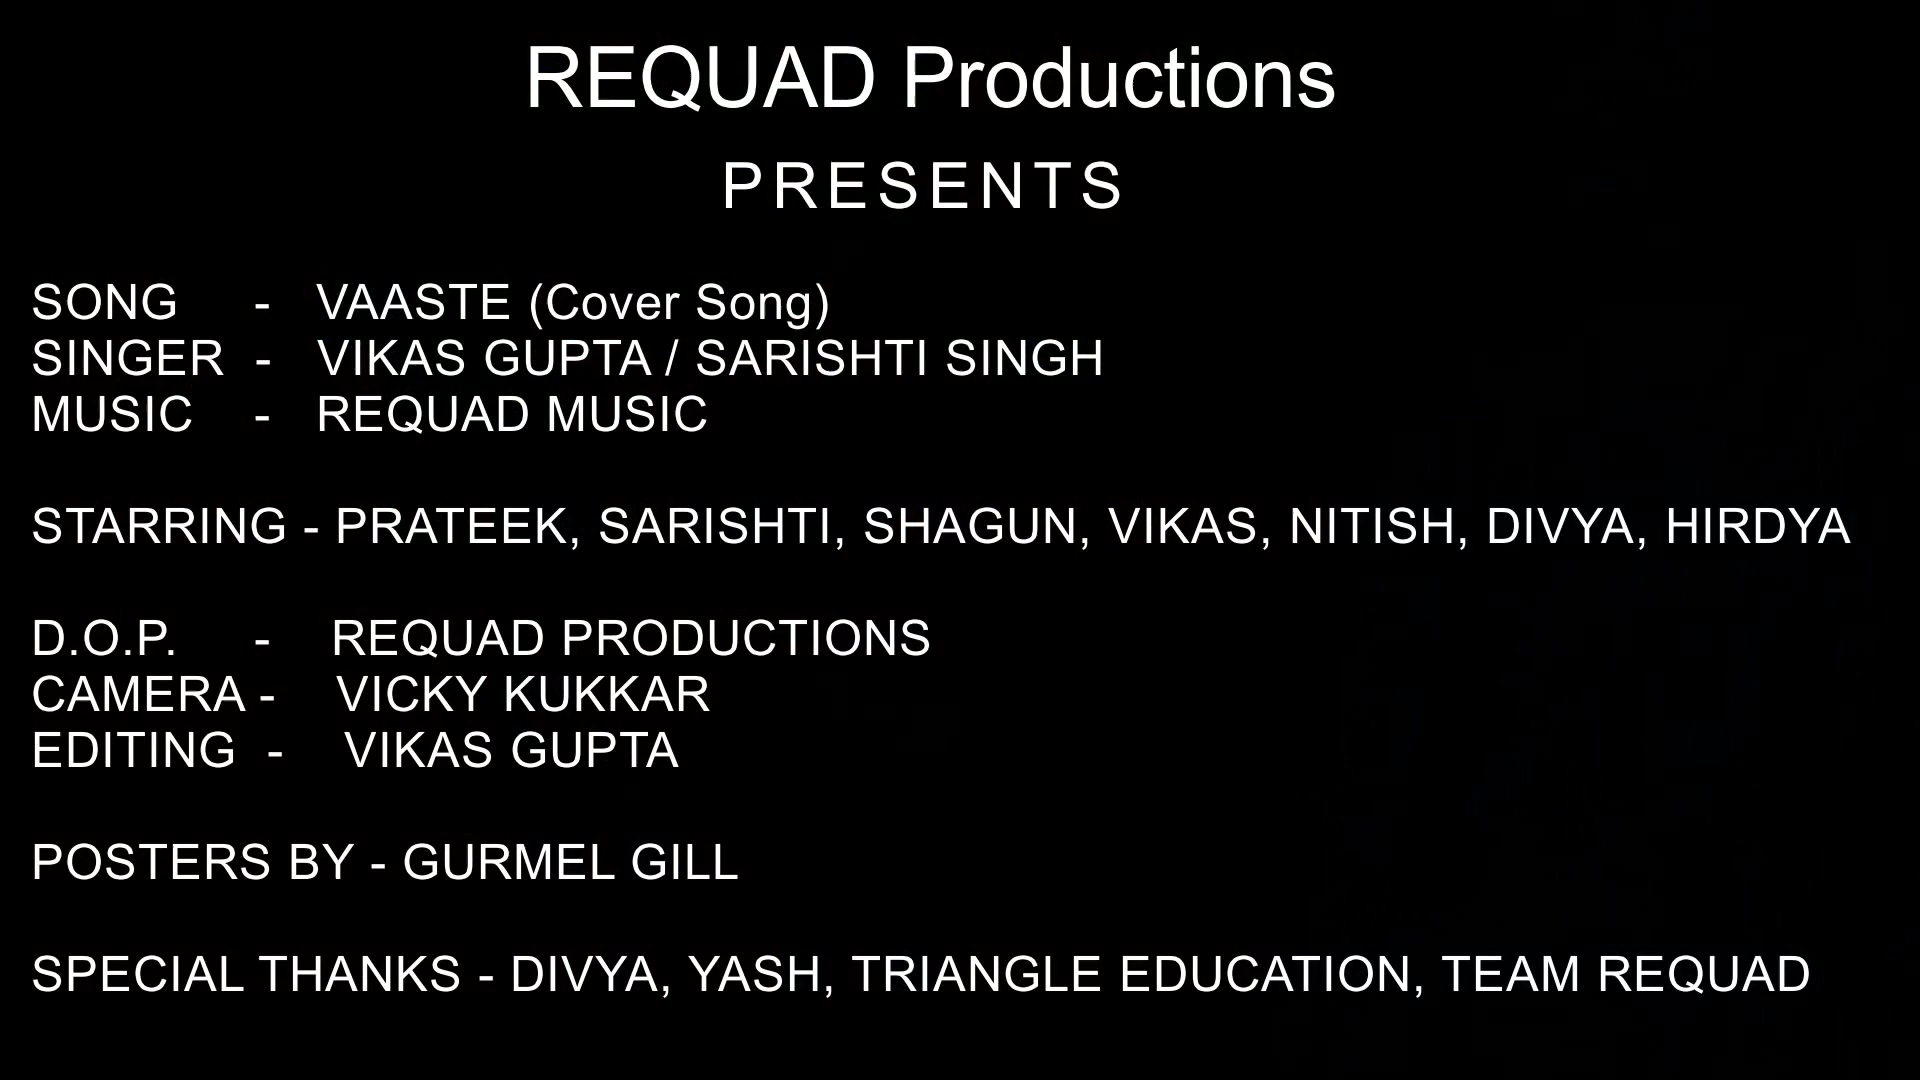 REQUAD Productions
PRESENTS
SONG - VAASTE (Cover Song)
SINGER - VIKAS GUPTA / SARISHTI SINGH
MUSIC - REQUAD MUSIC
STARRING - PRATEEK, SARISHTI, SHAGUN, VIKAS, NITISH, DIVYA, HIRDYA
D.O.P. - REQUAD PRODUCTIONS
CAMERA - VICKY KUKKAR
EDITING - VIKAS GUPTA
POSTERS BY - GURMEL GILL
SPECIAL THANKS - DIVYA, YASH, TRIANGLE EDUCATION, TEAM REQUAD